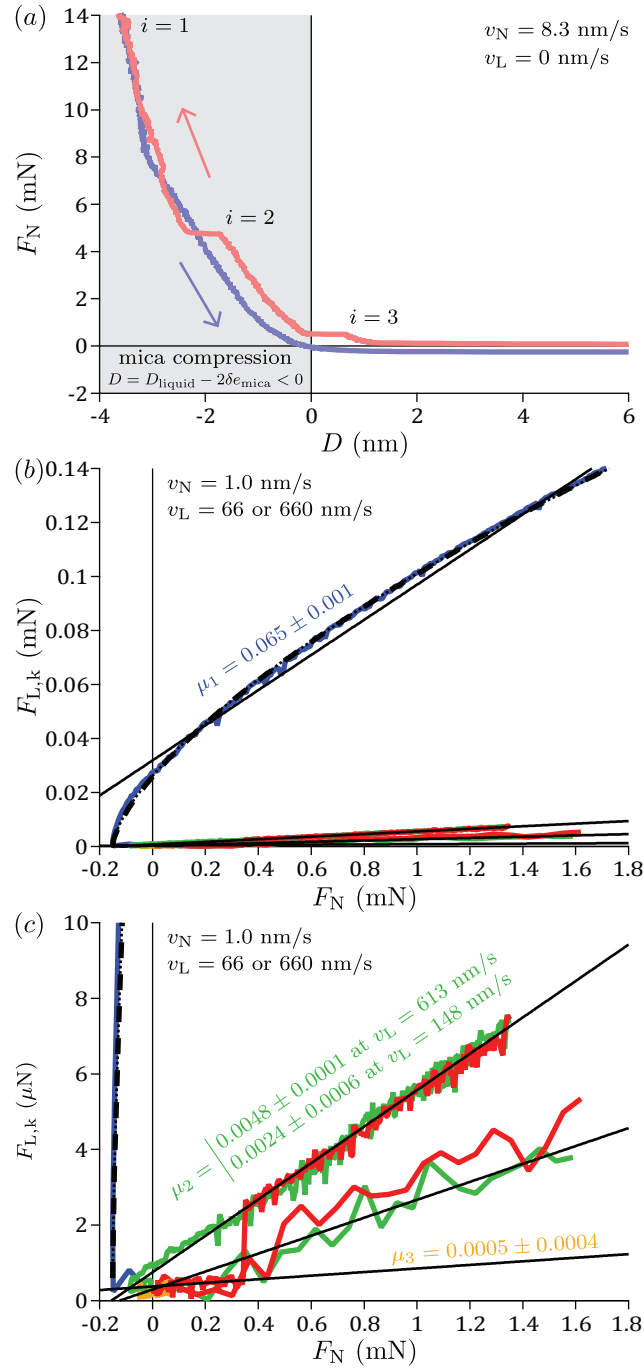 (a)
i = 1
v_N = 8.3 nm/s
v_L = 0 nm/s
14
12
10
8
6
4
2
0
-2
F_N (mN)
i = 2
i = 3
mica compression
D = D_liquid − 2δe_mica < 0
-4 -2 0 2 4 6
D (nm)
(b)
v_N = 1.0 nm/s
v_L = 66 or 660 nm/s
0.14
0.12
0.1
0.08
0.06
0.04
0.02
0
F_L,k (mN)
μ_1 = 0.065 ± 0.001
-0.2 0 0.2 0.4 0.6 0.8 1 1.2 1.4 1.6 1.8
F_N (mN)
(c)
v_N = 1.0 nm/s
v_L = 66 or 660 nm/s
10
8
6
4
2
0
F_L,k (μN)
μ_2 = | 0.0048 ± 0.0001 at v_L = 613 nm/s
0.0024 ± 0.0006 at v_L = 148 nm/s
μ_3 = 0.0005 ± 0.0004
-0.2 0 0.2 0.4 0.6 0.8 1 1.2 1.4 1.6 1.8
F_N (mN)